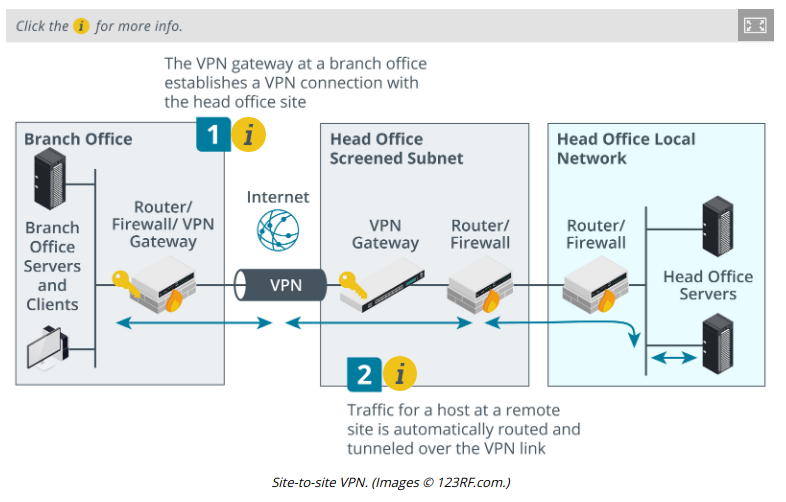 Click the i for more info.
The VPN gateway at a branch office
establishes a VPN connection with
the head office site
1 i
Branch Office
Branch
Office
Servers
and
Clients
Router/
Firewall/ VPN
Gateway
Internet
VPN
Head Office
Screened Subnet
VPN
Gateway
Router/
Firewall
Head Office Local
Network
Router/
Firewall
Head Office
Servers
2 i
Traffic for a host at a remote
site is automatically routed and
tunneled over the VPN link
Site-to-site VPN. (Images © 123RF.com.)